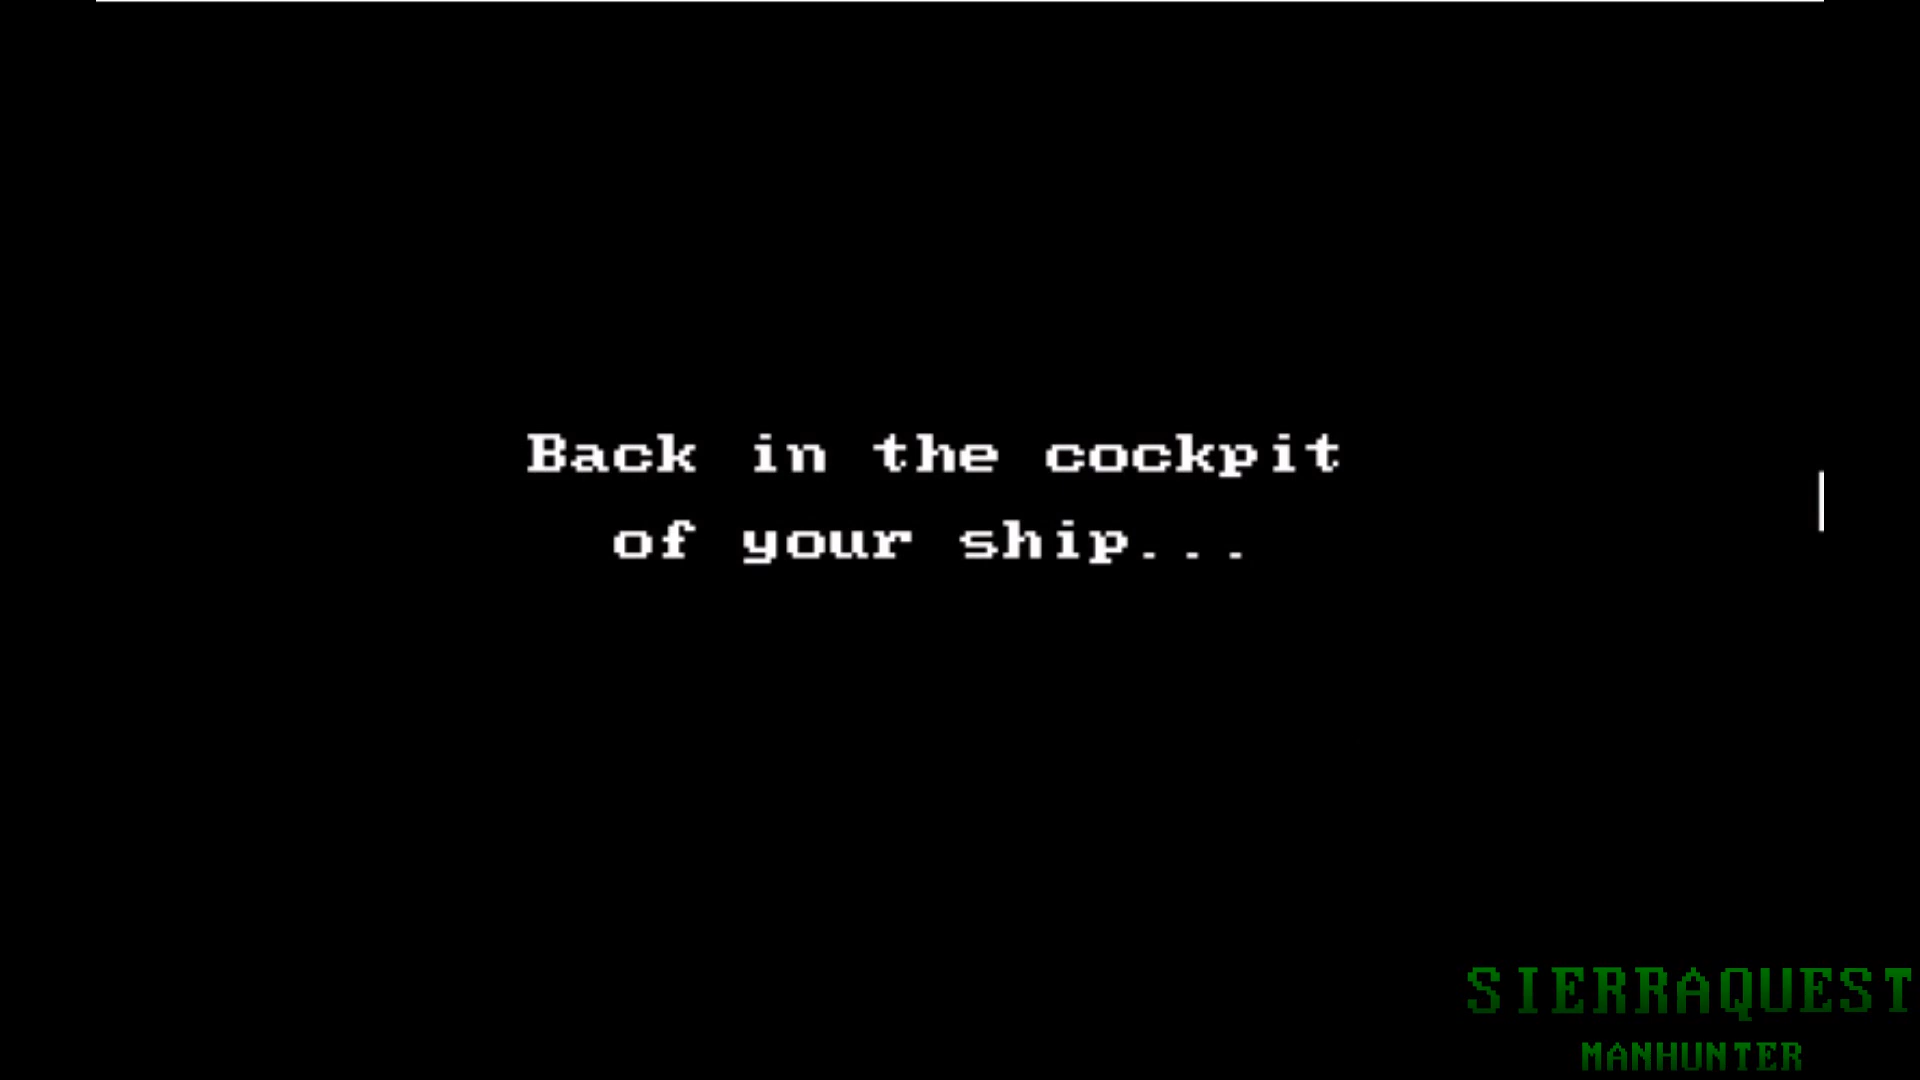 Back in the cockpit
of your ship...
SIERRAQUEST
MANHUNTER